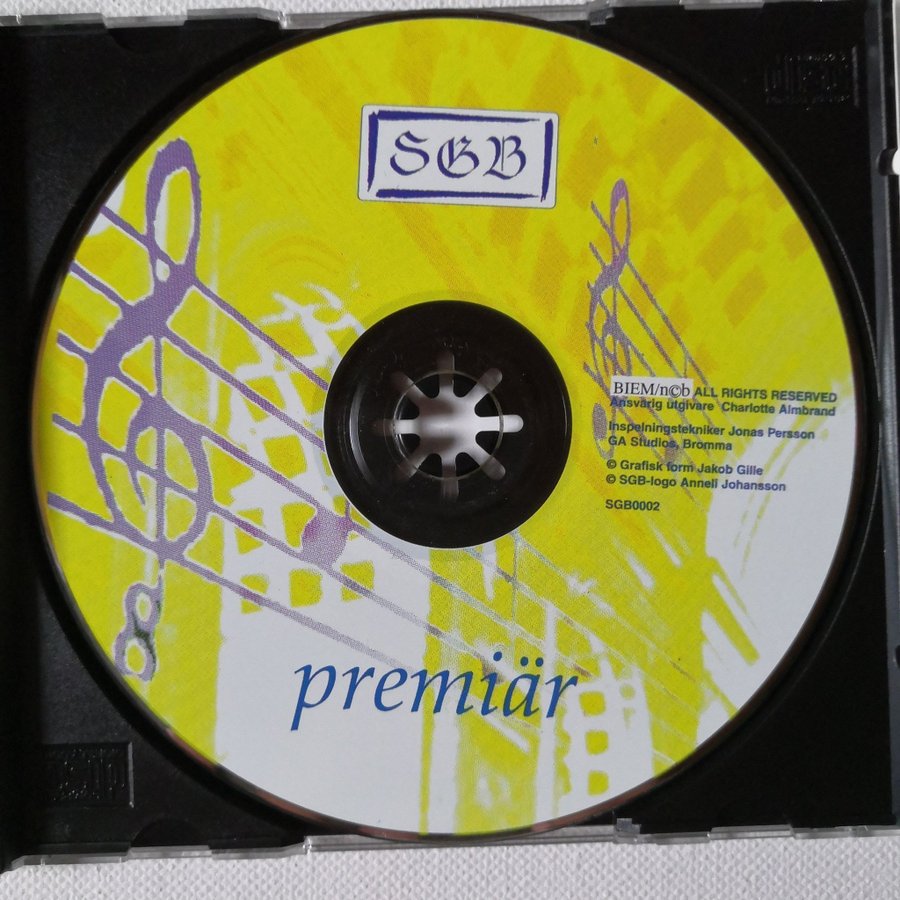 SGB
BIEM/n©b ALL RIGHTS RESERVED
Ansvarig utgivare Charlotte Almbrand
Inspelningstekniker Jonas Persson
GA Studios, Bromma
© Grafisk form Jakob Gille
© SGB-logo Anneli Johansson
SGB0002
premiär